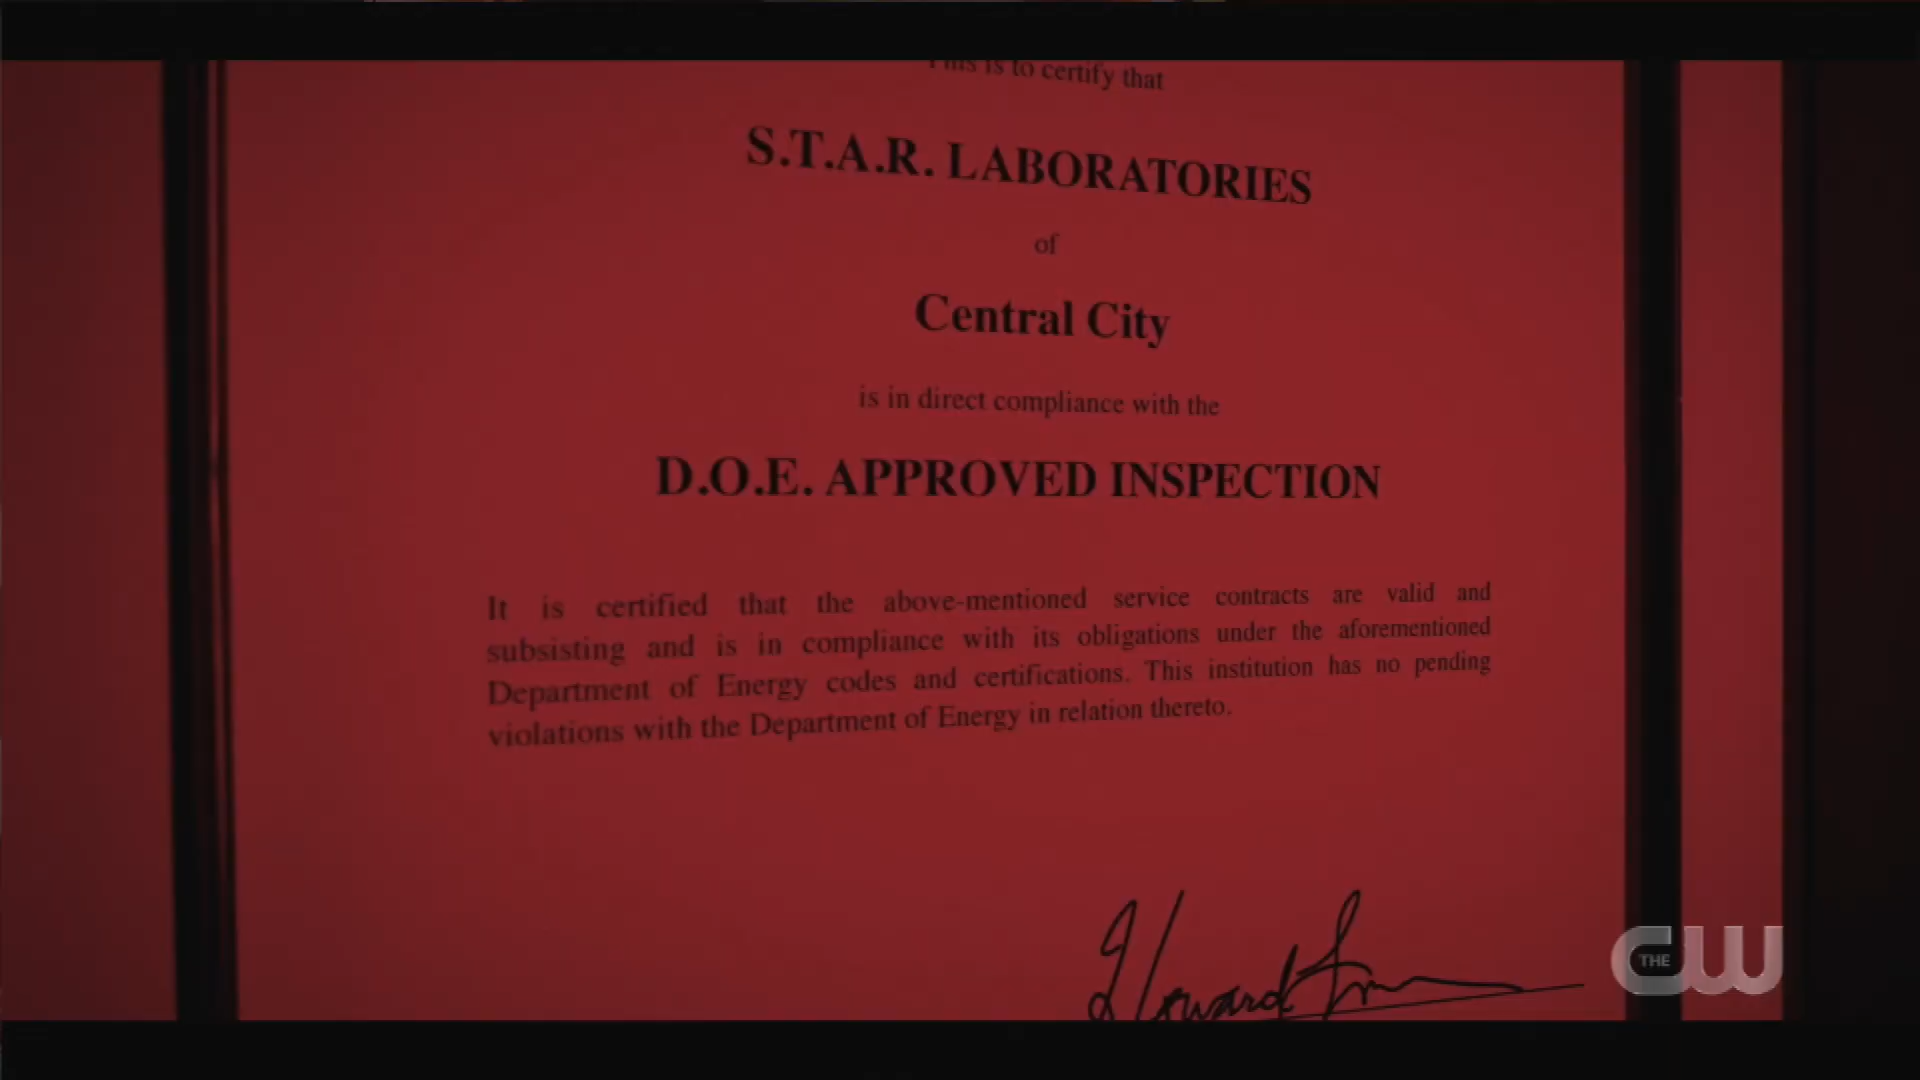 This is to certify that
S.T.A.R. LABORATORIES
of
Central City
is in direct compliance with the
D.O.E. APPROVED INSPECTION
It is certified that the above-mentioned service contracts are valid and
subsisting and is in compliance with its obligations under the aforementioned
Department of Energy codes and certifications. This institution has no pending
violations with the Department of Energy in relation thereto.
Howard
THE CW